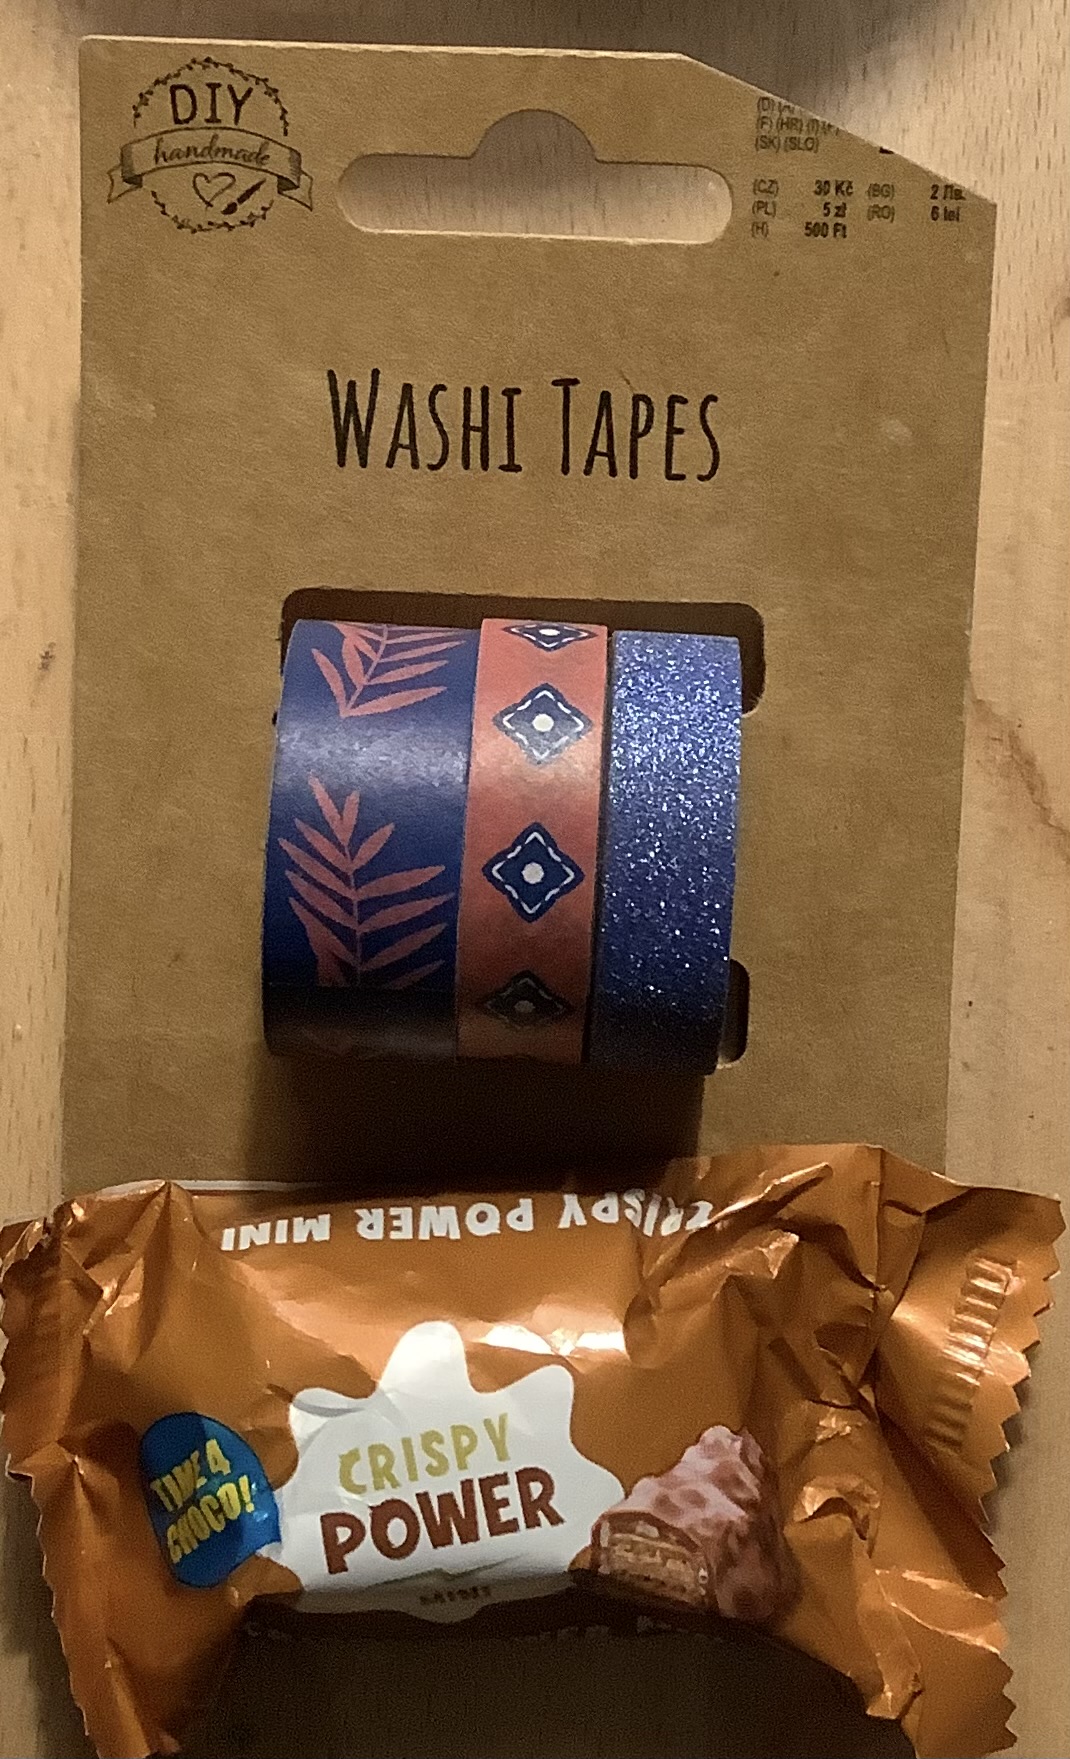 DIY
handmade
(D) (A)
(F) (HR) (I)
(SK) (SLO)
(CZ) 30 Kč (BG) 2 Лв.
(PL) 5 zł (RO) 6 lei
(H) 500 Ft
WASHI TAPES
CRISPY POWER MINI
TIME 4
CHOCO!
CRISPY
POWER